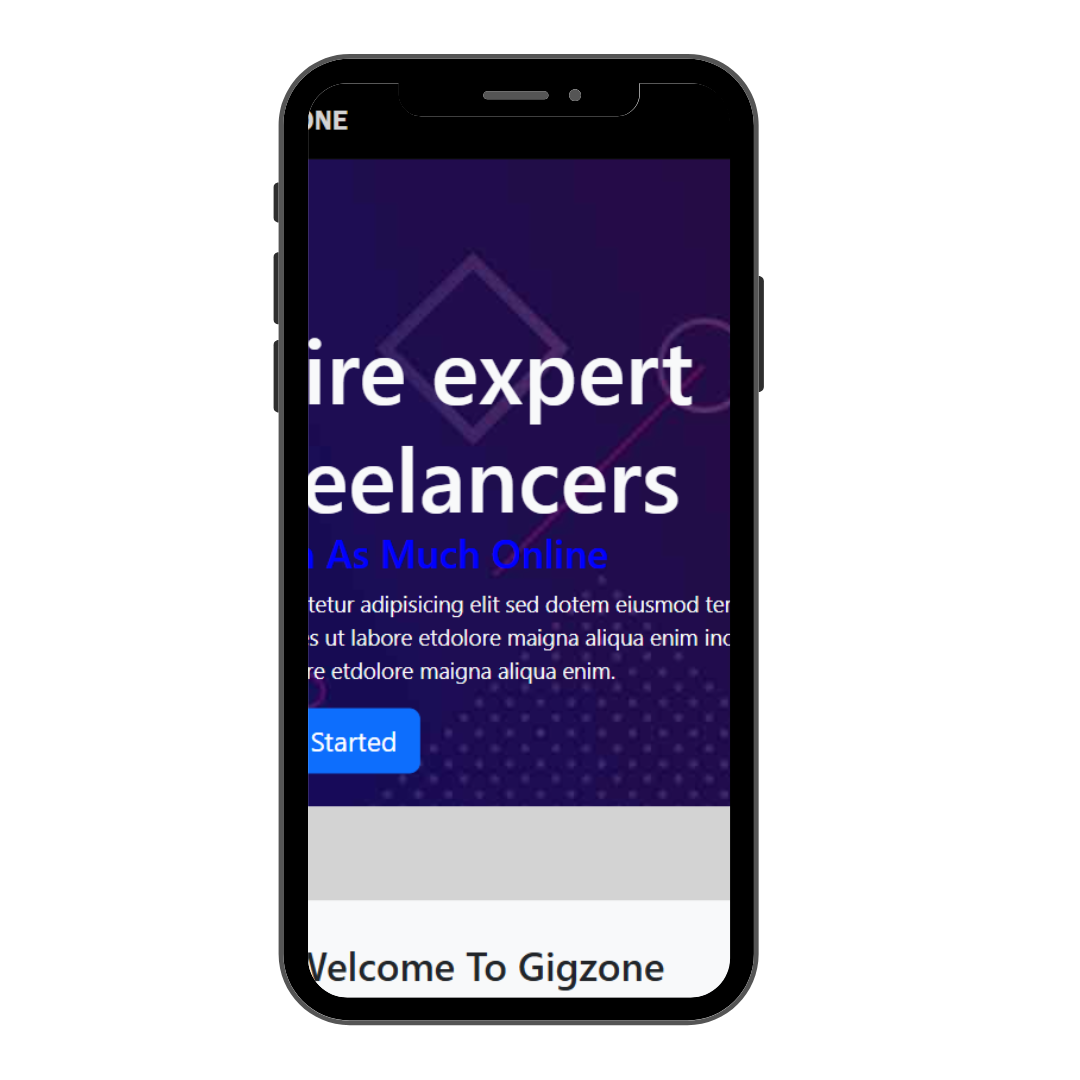 ONE
ire expert
eelancers
As Much Online
tetur adipisicing elit sed dotem eiusmod ter
s ut labore etdolore maigna aliqua enim inc
re etdolore maigna aliqua enim.
Started
Welcome To Gigzone